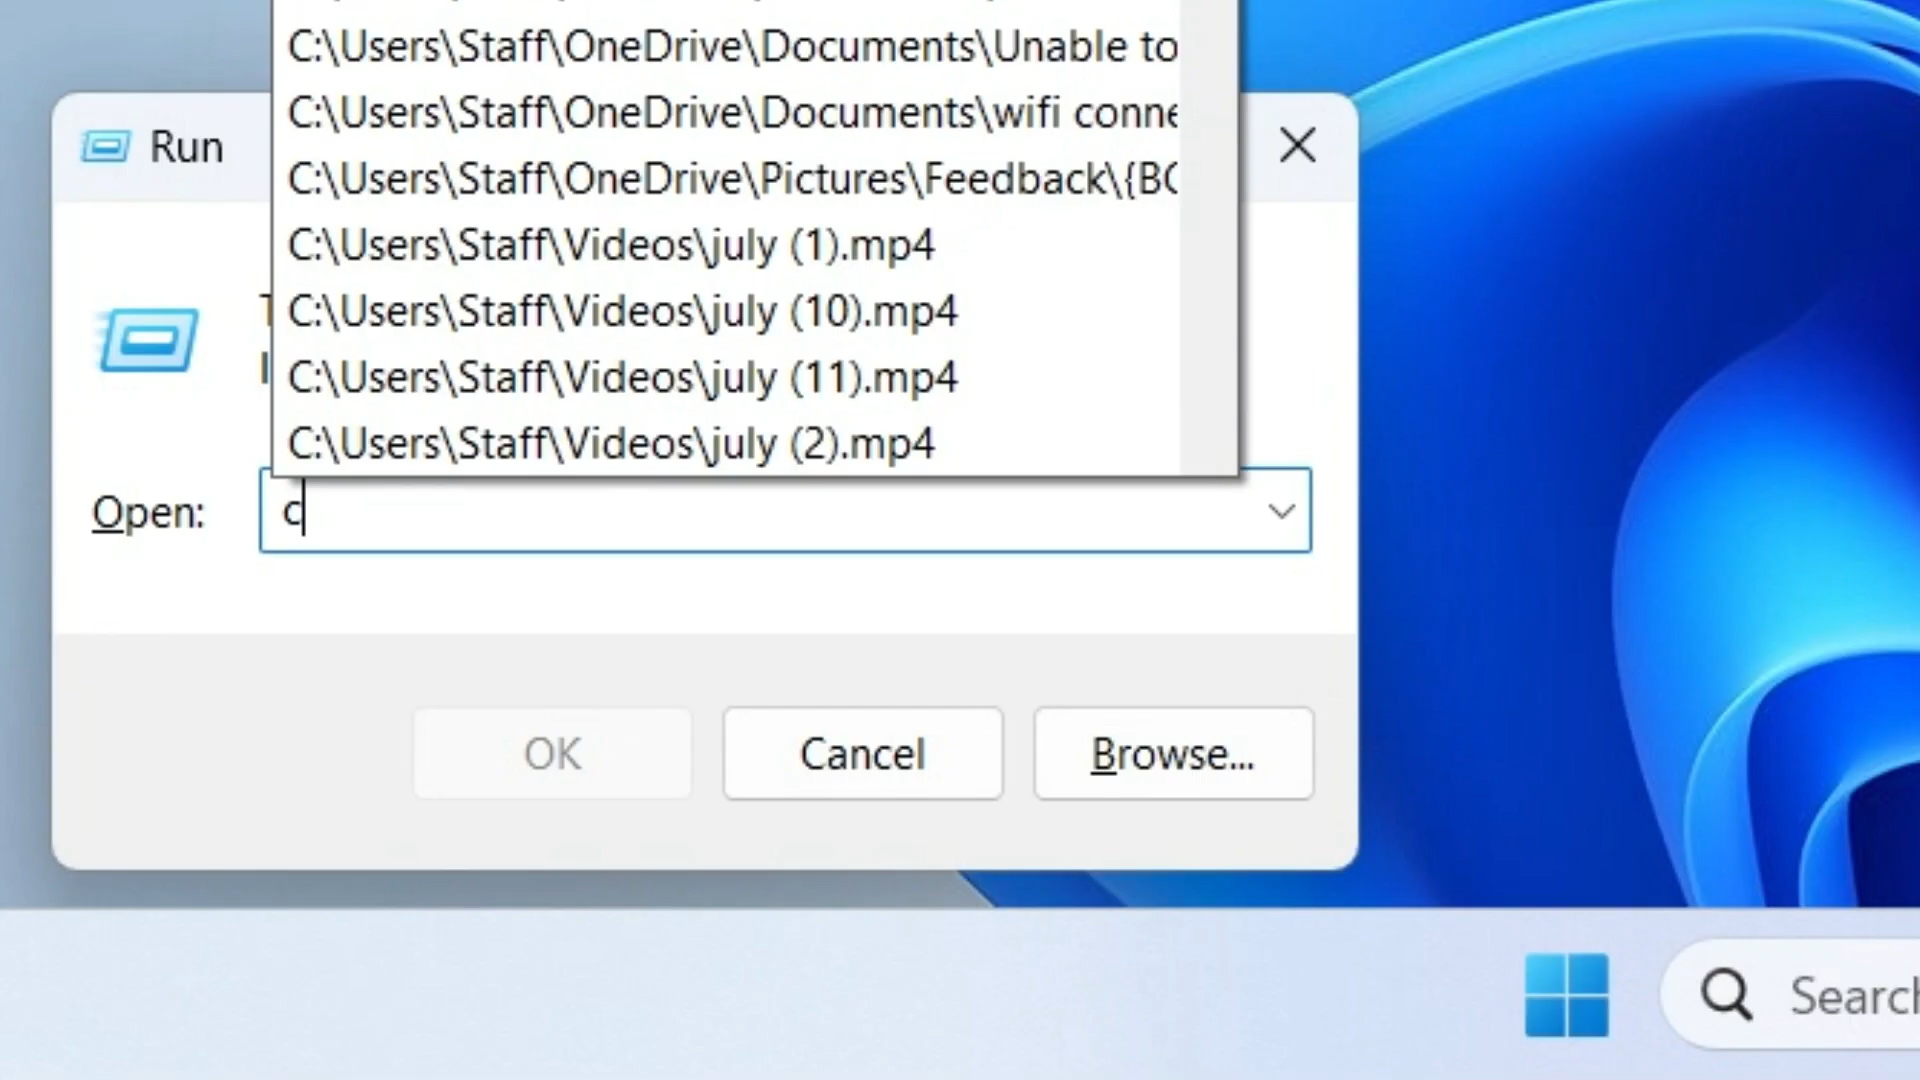 C:\Users\Staff\OneDrive\Documents\Unable to
C:\Users\Staff\OneDrive\Documents\wifi conne
Run
C:\Users\Staff\OneDrive\Pictures\Feedback\{BC
C:\Users\Staff\Videos\july (1).mp4
C:\Users\Staff\Videos\july (10).mp4
C:\Users\Staff\Videos\july (11).mp4
C:\Users\Staff\Videos\july (2).mp4
Open: c
OK Cancel Browse...
Search